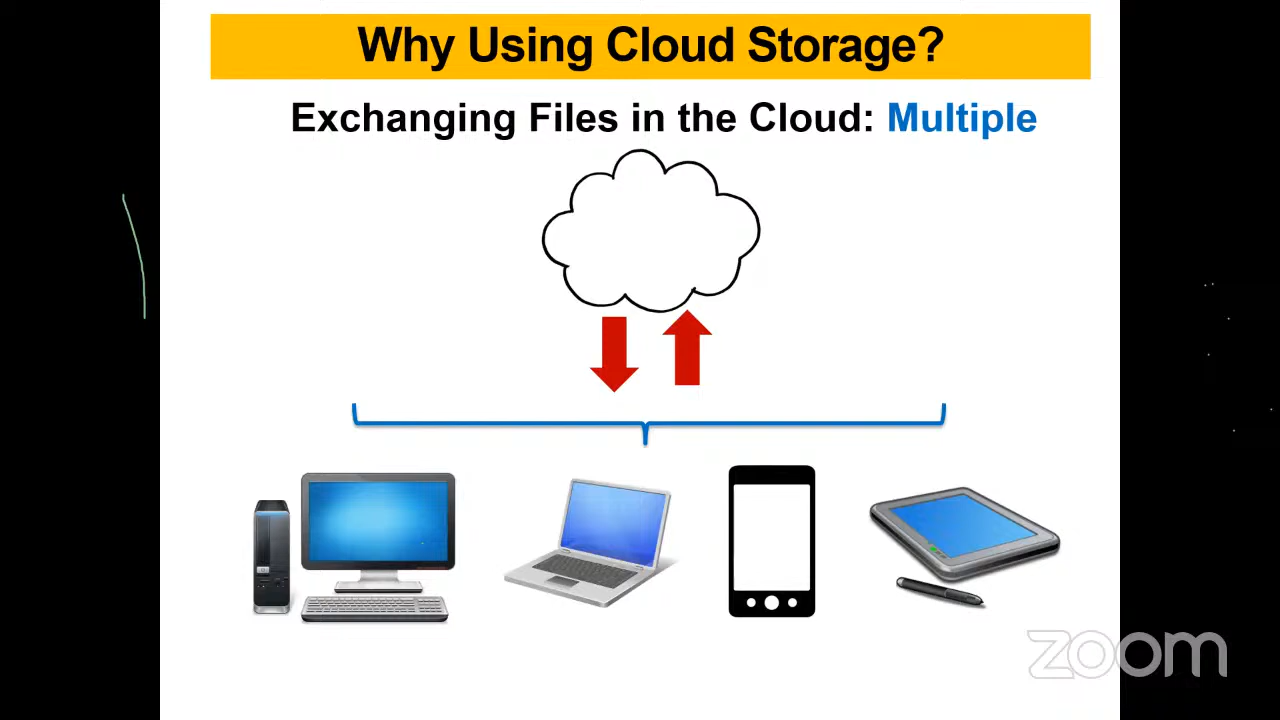 Why Using Cloud Storage?
Exchanging Files in the Cloud: Multiple
zoom